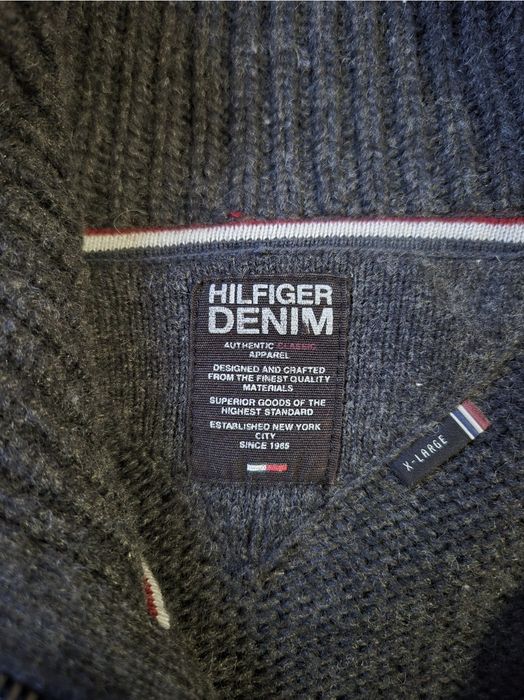 HILFIGER
DENIM
AUTHENTIC CLASSIC
APPAREL
DESIGNED AND CRAFTED
FROM THE FINEST QUALITY
MATERIALS
SUPERIOR GOODS OF THE
HIGHEST STANDARD
ESTABLISHED NEW YORK
CITY
SINCE 1985
X-LARGE